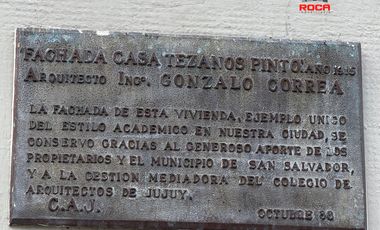 ROCA
FACHADA CASA TEZANOS PINTO. AÑO 1915
ARQUITECTO ING°. GONZALO CORREA
LA FACHADA DE ESTA VIVIENDA, EJEMPLO UNICO
DEL ESTILO ACADEMICO EN NUESTRA CIUDAD, SE
CONSERVO GRACIAS AL GENEROSO APORTE DE LOS
PROPIETARIOS Y EL MUNICIPIO DE SAN SALVADOR,
Y A LA GESTION MEDIADORA DEL COLEGIO DE
ARQUITECTOS DE JUJUY.
C.A.J. OCTUBRE 88